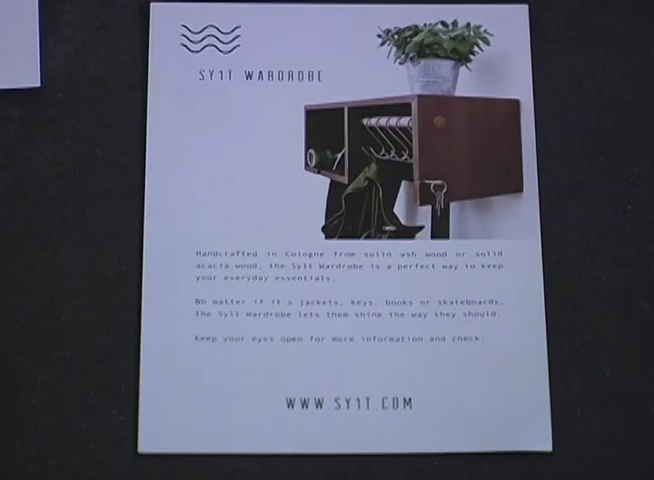 SY1T WARDROBE
Handcrafted in Cologne from solid ash wood or solid
acacia wood, the Sylt Wardrobe is a perfect way to keep
your everyday essentials.
No matter if it's jackets, keys, books or skateboards,
the Sylt Wardrobe lets them shine the way they should.
Keep your eyes open for more information and check:
WWW.SY1T.COM